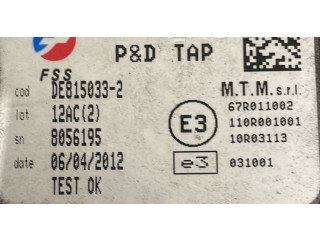 P&D TAP
FSS
cod DE815033-2
M.T.M. s.r.l.
lot 12AC(2)
67R011002
E3
110R001001
sn 8056195
10R03113
date 06/04/2012
e3
031001
TEST OK